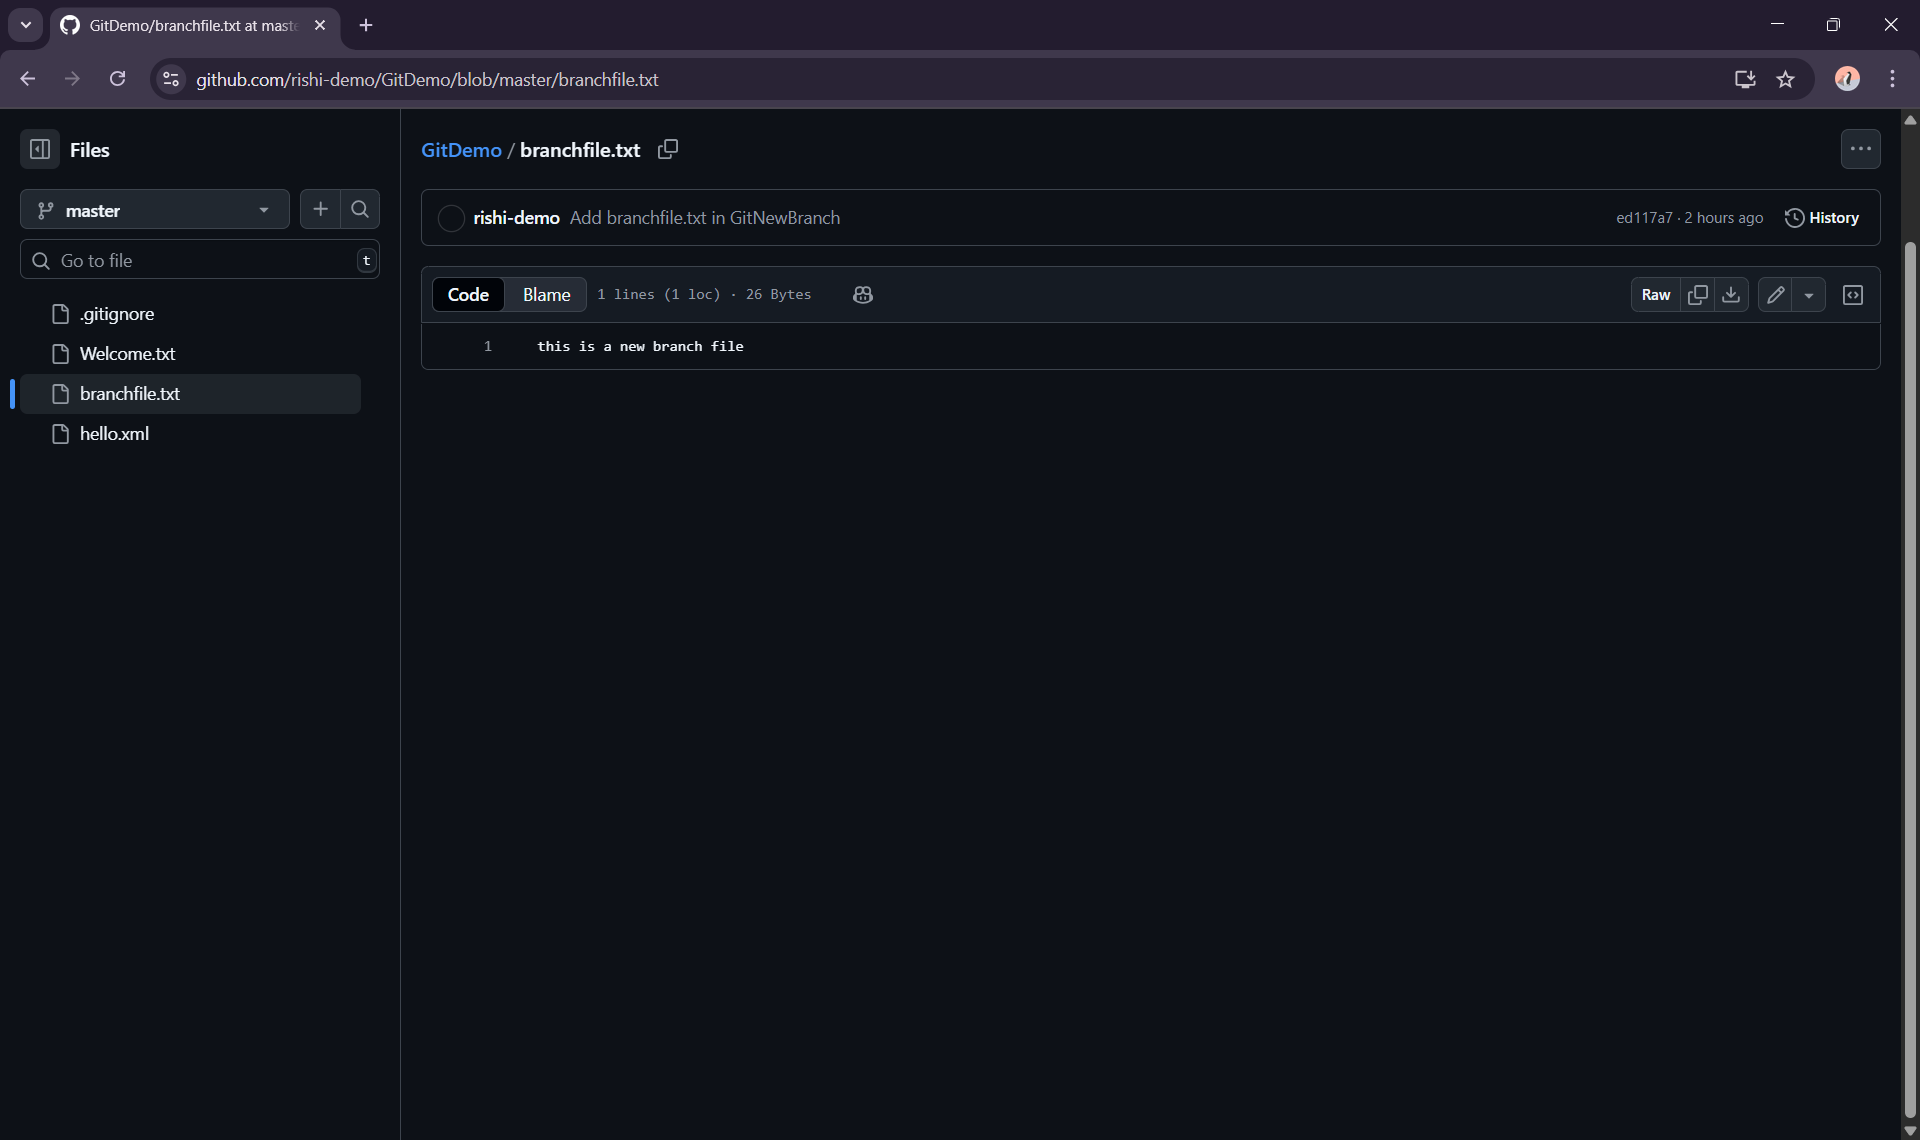 GitDemo/branchfile.txt at maste
github.com/rishi-demo/GitDemo/blob/master/branchfile.txt
Files
master
Go to file
t
.gitignore
Welcome.txt
branchfile.txt
hello.xml
GitDemo / branchfile.txt
rishi-demo Add branchfile.txt in GitNewBranch
ed117a7 · 2 hours ago
History
Code
Blame
1 lines (1 loc) · 26 Bytes
Raw
1 this is a new branch file